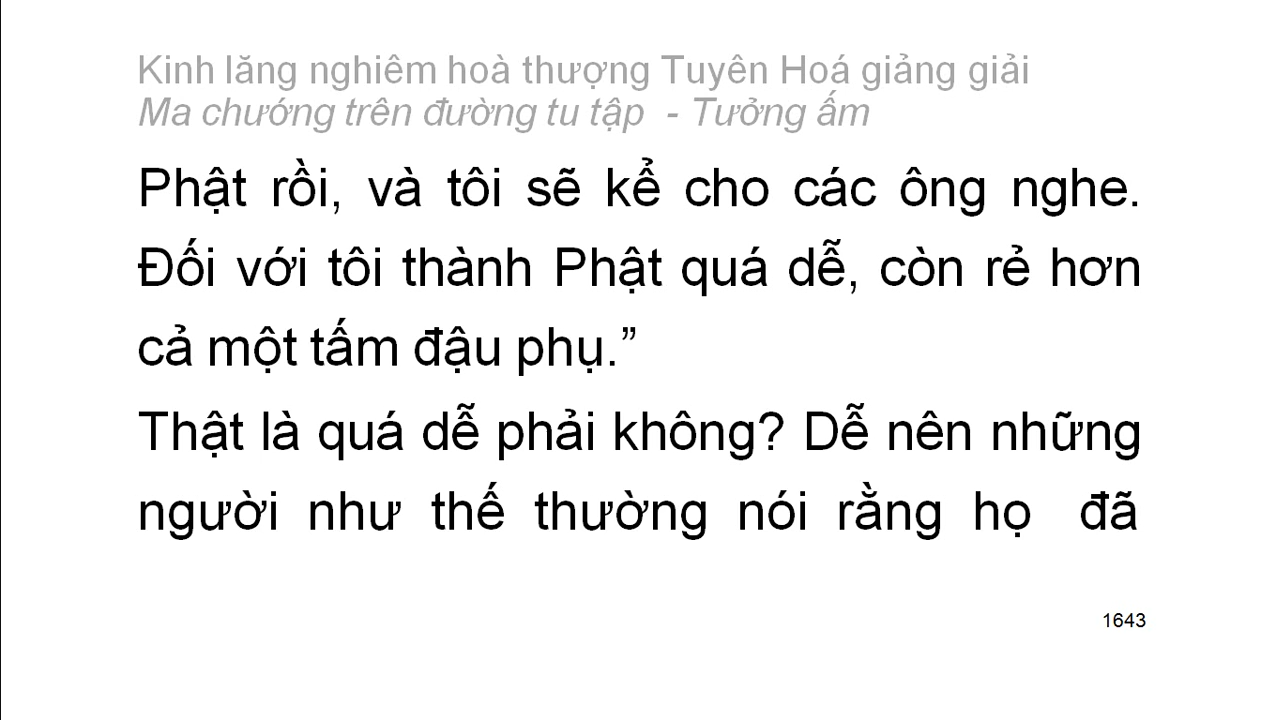 Kinh lăng nghiêm hoà thượng Tuyên Hoá giảng giải
Ma chướng trên đường tu tập - Tưởng ấm
Phật rồi, và tôi sẽ kể cho các ông nghe.
Đối với tôi thành Phật quá dễ, còn rẻ hơn
cả một tấm đậu phụ.”
Thật là quá dễ phải không? Dễ nên những
người như thế thường nói rằng họ đã
1643